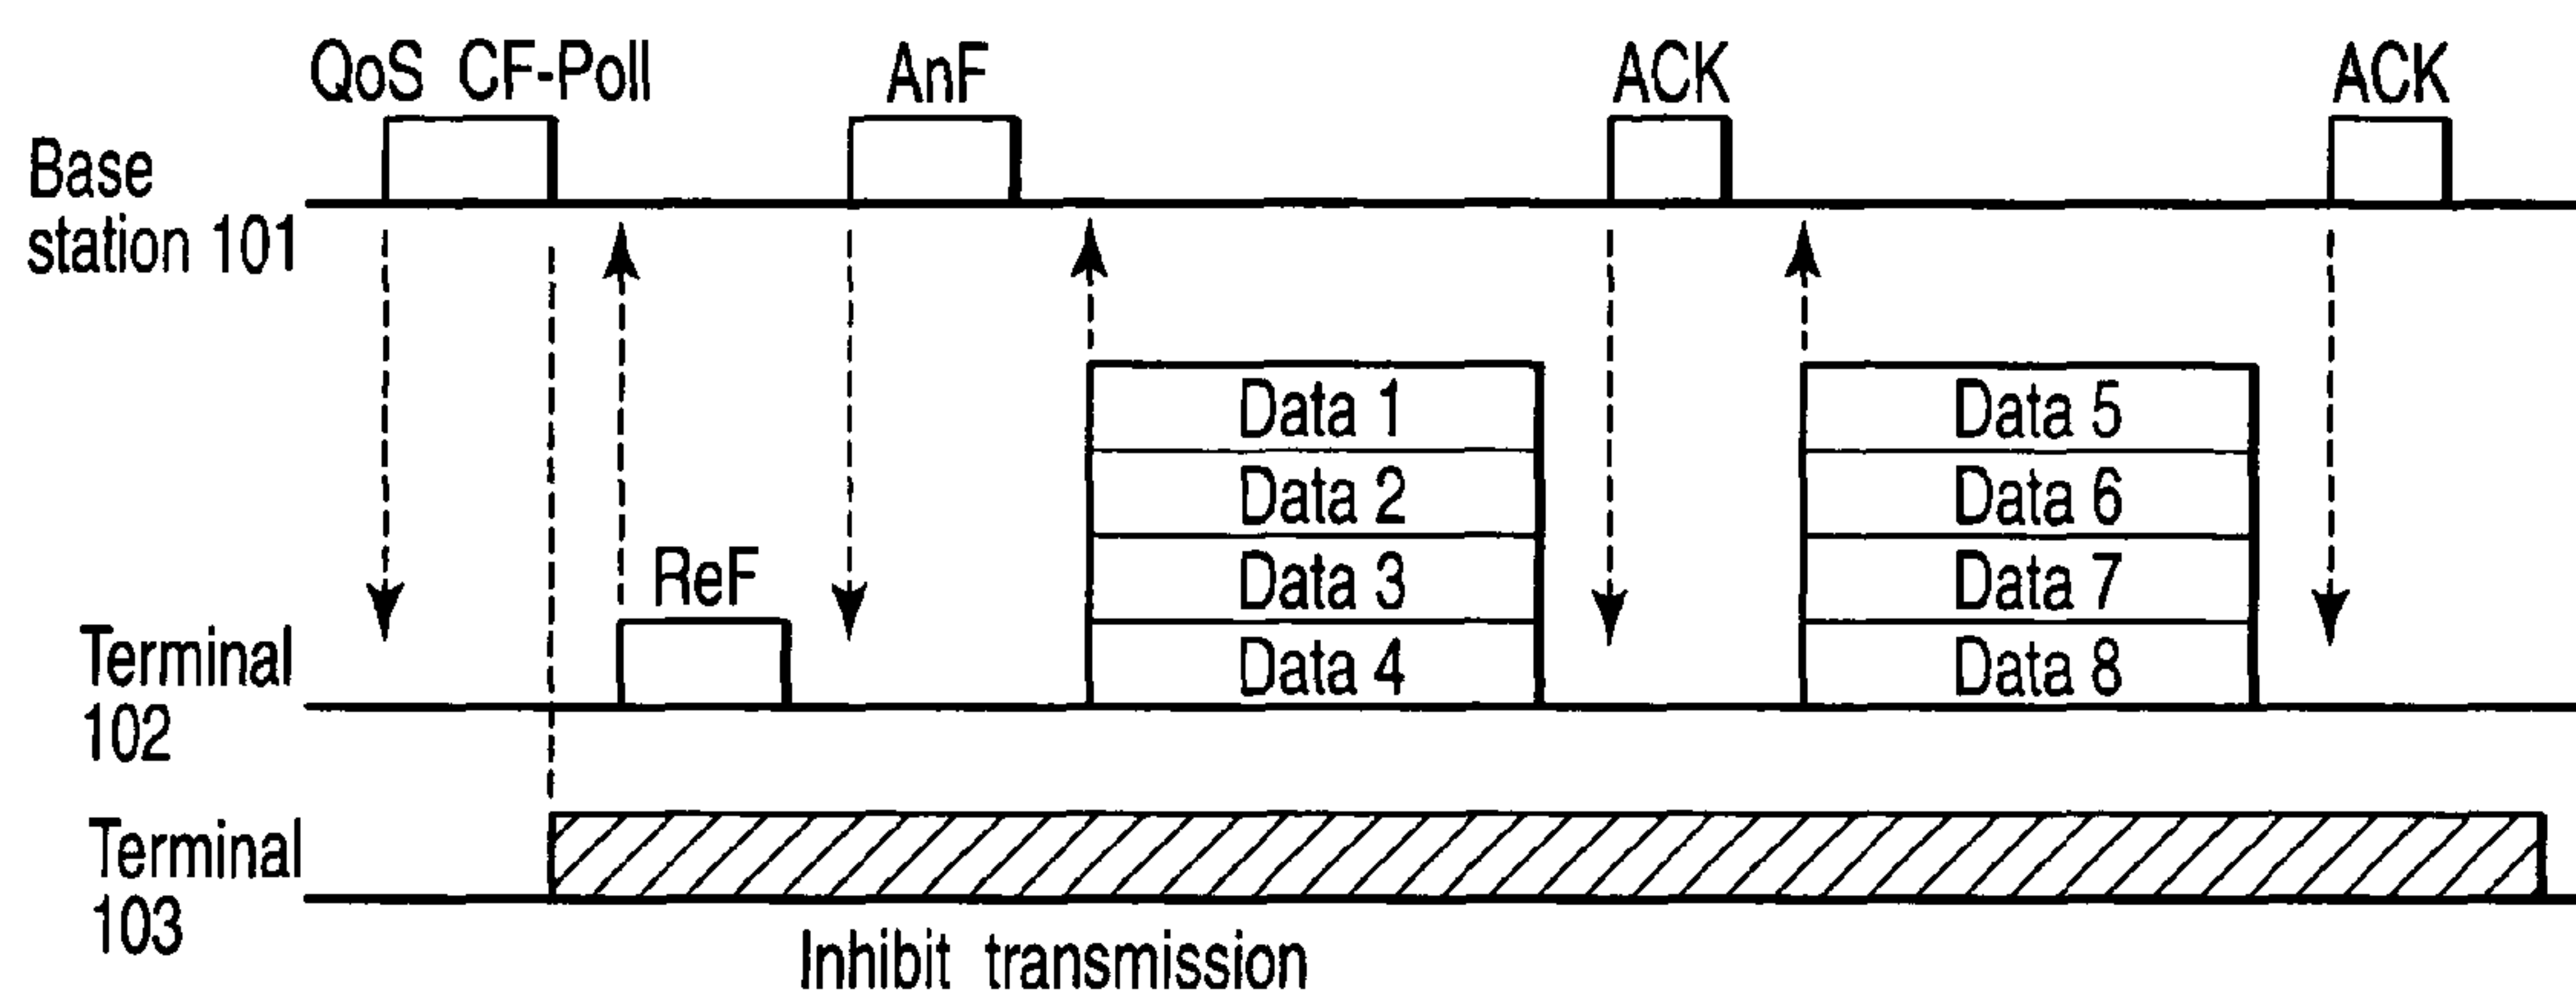 QoS CF-Poll
AnF
ACK
ACK
Base
station 101
Data 1
Data 2
Data 3
Data 4
Data 5
Data 6
Data 7
Data 8
ReF
Terminal
102
Terminal
103
Inhibit transmission